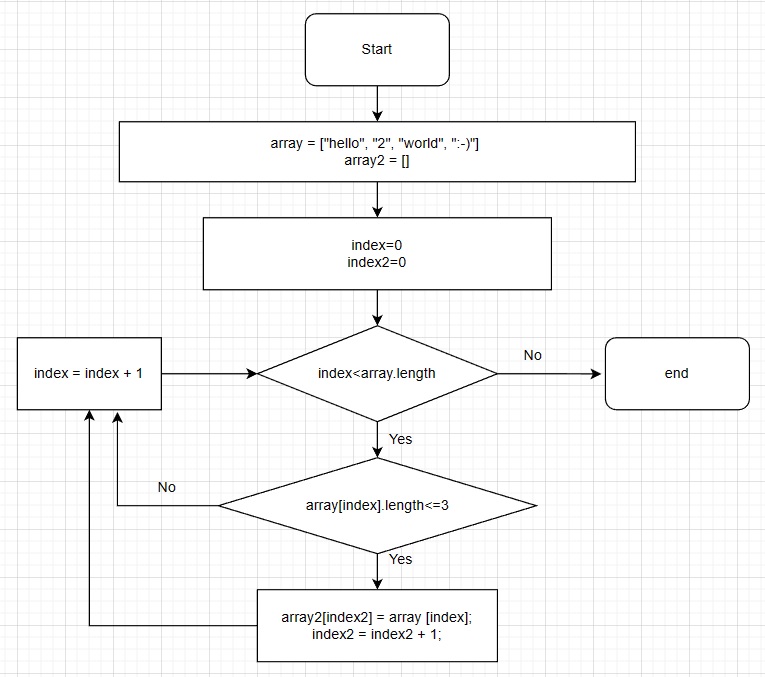 Start
array = ["hello", "2", "world", ":-)"]
array2 = []
index=0
index2=0
index = index + 1
index<array.length
No
end
Yes
No
array[index].length<=3
Yes
array2[index2] = array [index];
index2 = index2 + 1;